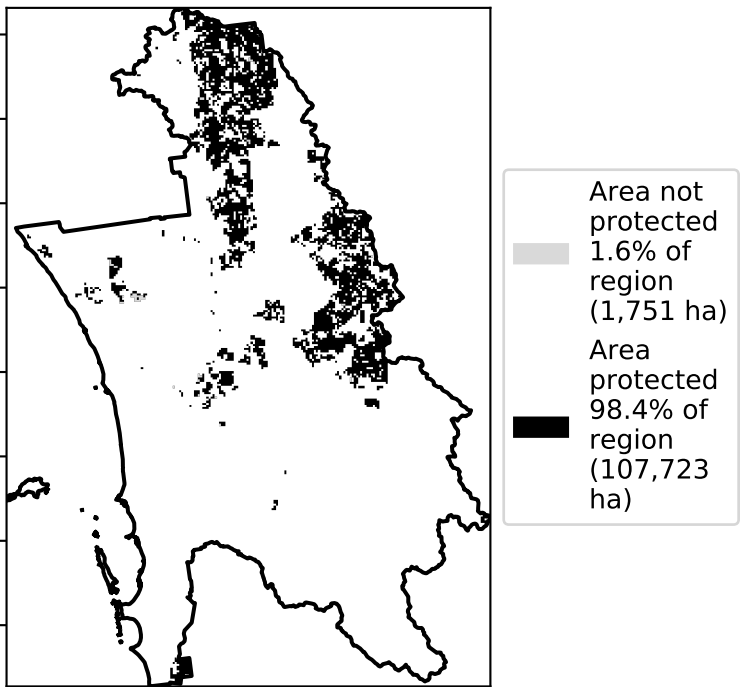 Area not
protected
1.6% of
region
(1,751 ha)
Area
protected
98.4% of
region
(107,723
ha)